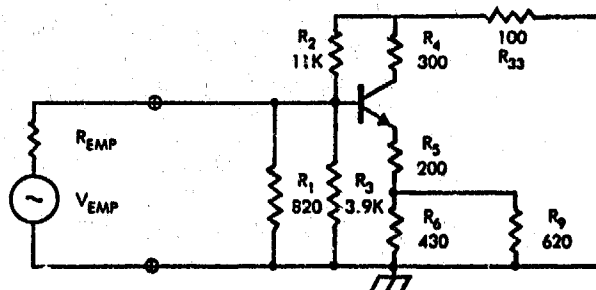 R2
11K
R4
300
100
R33
REMP
VEMP
~
R1
820
R3
3.9K
R5
200
R6
430
R9
620